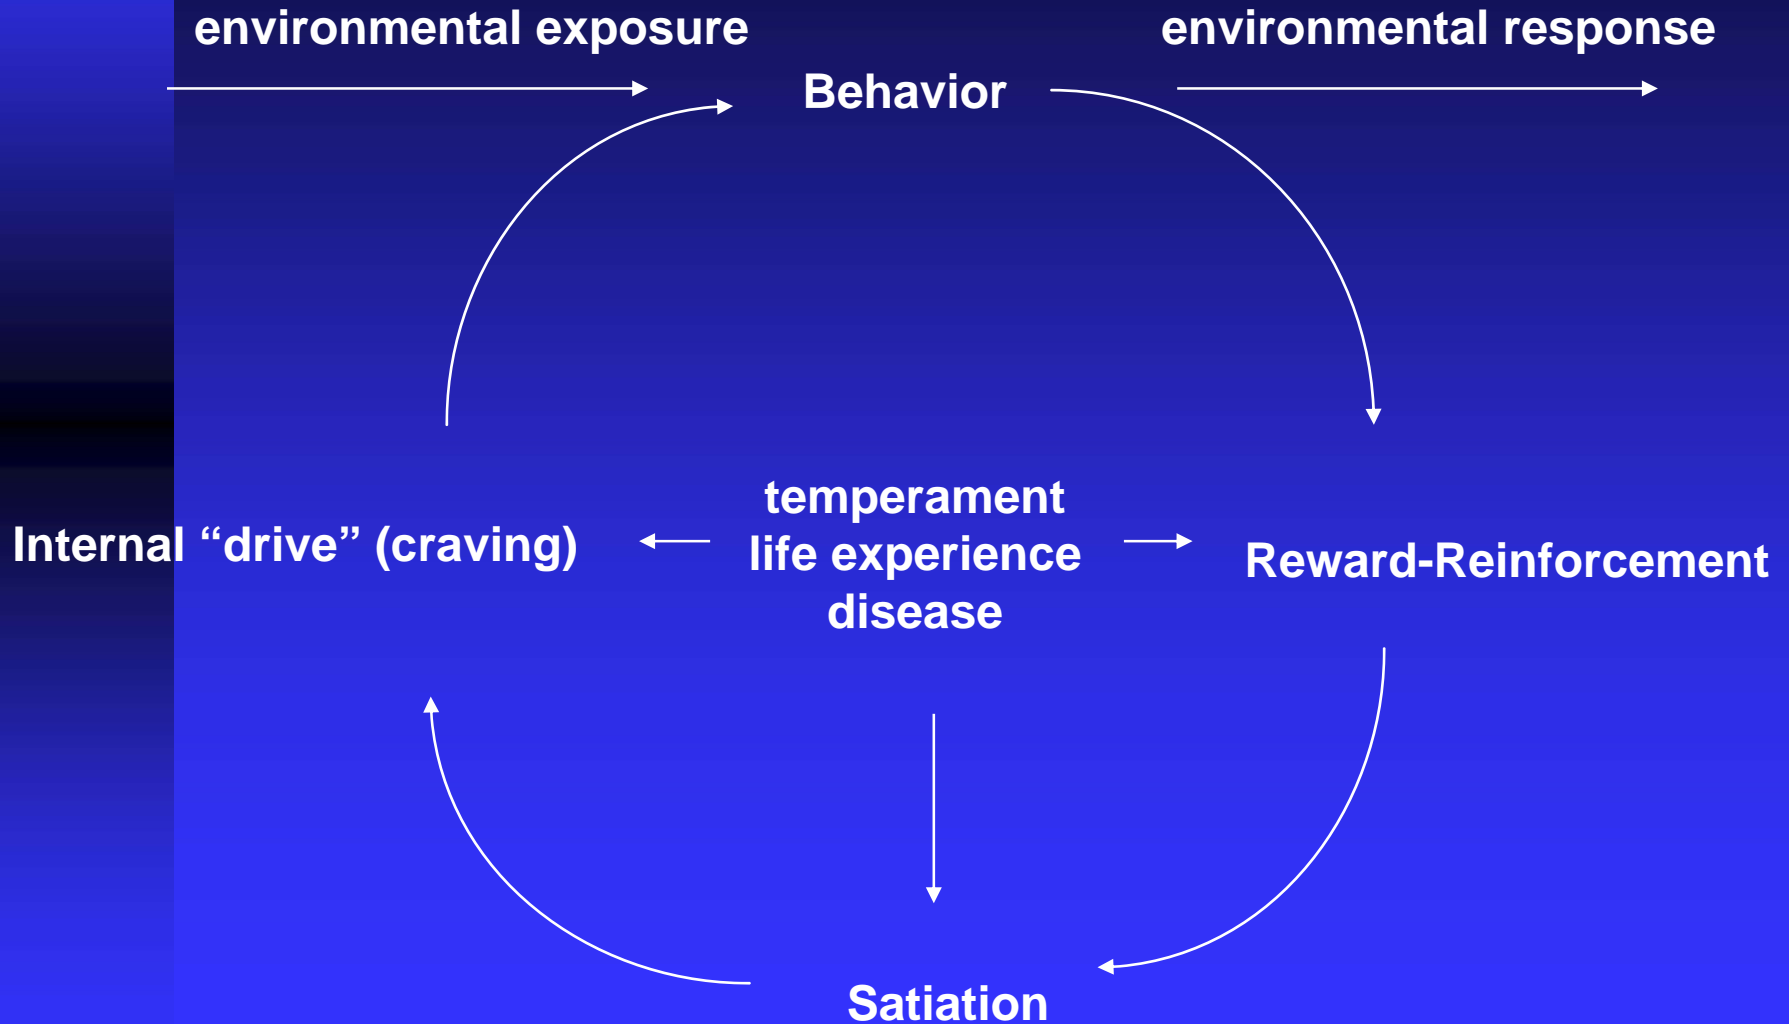 environmental exposure
environmental response
Behavior
temperament
life experience
disease
Internal “drive” (craving)
Reward-Reinforcement
Satiation